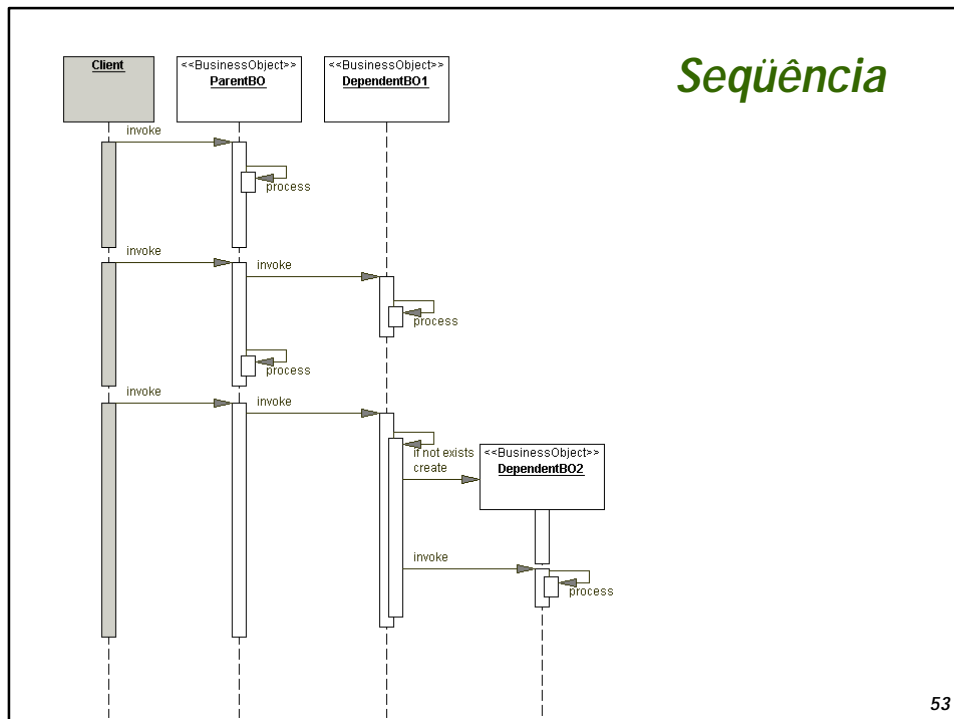 Seqüência
Client
<<BusinessObject>>
ParentBO
<<BusinessObject>>
DependentBO1
invoke
process
invoke
invoke
process
process
invoke
invoke
if not exists
create
<<BusinessObject>>
DependentBO2
invoke
process
53